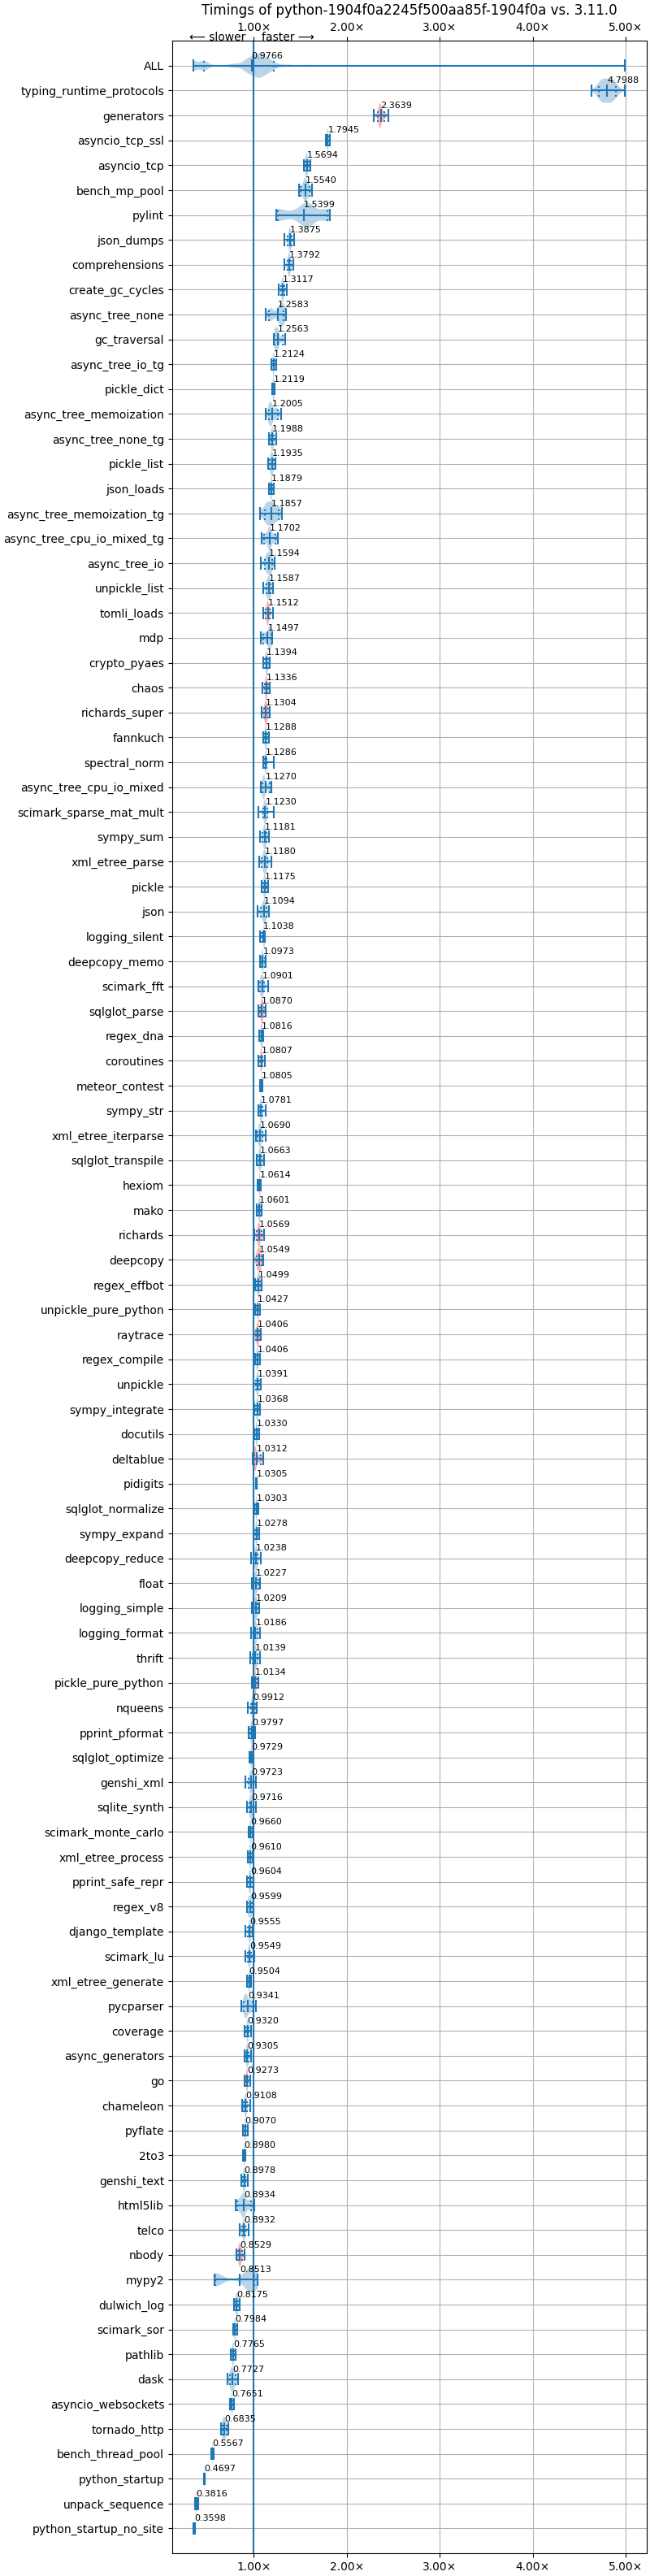 Timings of python-1904f0a2245f500aa85f-1904f0a vs. 3.11.0
1.00× 2.00× 3.00× 4.00× 5.00×
⟵ slower faster ⟶
ALL 0.9766
typing_runtime_protocols 4.7988
generators 2.3639
asyncio_tcp_ssl 1.7945
asyncio_tcp 1.5694
bench_mp_pool 1.5540
pylint 1.5399
json_dumps 1.3875
comprehensions 1.3792
create_gc_cycles 1.3117
async_tree_none 1.2583
gc_traversal 1.2563
async_tree_io_tg 1.2124
pickle_dict 1.2119
async_tree_memoization 1.2005
async_tree_none_tg 1.1988
pickle_list 1.1935
json_loads 1.1879
async_tree_memoization_tg 1.1857
async_tree_cpu_io_mixed_tg 1.1702
async_tree_io 1.1594
unpickle_list 1.1587
tomli_loads 1.1512
mdp 1.1497
crypto_pyaes 1.1394
chaos 1.1336
richards_super 1.1304
fannkuch 1.1288
spectral_norm 1.1286
async_tree_cpu_io_mixed 1.1270
scimark_sparse_mat_mult 1.1230
sympy_sum 1.1181
xml_etree_parse 1.1180
pickle 1.1175
json 1.1094
logging_silent 1.1038
deepcopy_memo 1.0973
scimark_fft 1.0901
sqlglot_parse 1.0870
regex_dna 1.0816
coroutines 1.0807
meteor_contest 1.0805
sympy_str 1.0781
xml_etree_iterparse 1.0690
sqlglot_transpile 1.0663
hexiom 1.0614
mako 1.0601
richards 1.0569
deepcopy 1.0549
regex_effbot 1.0499
unpickle_pure_python 1.0427
raytrace 1.0406
regex_compile 1.0406
unpickle 1.0391
sympy_integrate 1.0368
docutils 1.0330
deltablue 1.0312
pidigits 1.0305
sqlglot_normalize 1.0303
sympy_expand 1.0278
deepcopy_reduce 1.0238
float 1.0227
logging_simple 1.0209
logging_format 1.0186
thrift 1.0139
pickle_pure_python 1.0134
nqueens 0.9912
pprint_pformat 0.9797
sqlglot_optimize 0.9729
genshi_xml 0.9723
sqlite_synth 0.9716
scimark_monte_carlo 0.9660
xml_etree_process 0.9610
pprint_safe_repr 0.9604
regex_v8 0.9599
django_template 0.9555
scimark_lu 0.9549
xml_etree_generate 0.9504
pycparser 0.9341
coverage 0.9320
async_generators 0.9305
go 0.9273
chameleon 0.9108
pyflate 0.9070
2to3 0.8980
genshi_text 0.8978
html5lib 0.8934
telco 0.8932
nbody 0.8529
mypy2 0.8513
dulwich_log 0.8175
scimark_sor 0.7984
pathlib 0.7765
dask 0.7727
asyncio_websockets 0.7651
tornado_http 0.6835
bench_thread_pool 0.5567
python_startup 0.4697
unpack_sequence 0.3816
python_startup_no_site 0.3598
1.00× 2.00× 3.00× 4.00× 5.00×